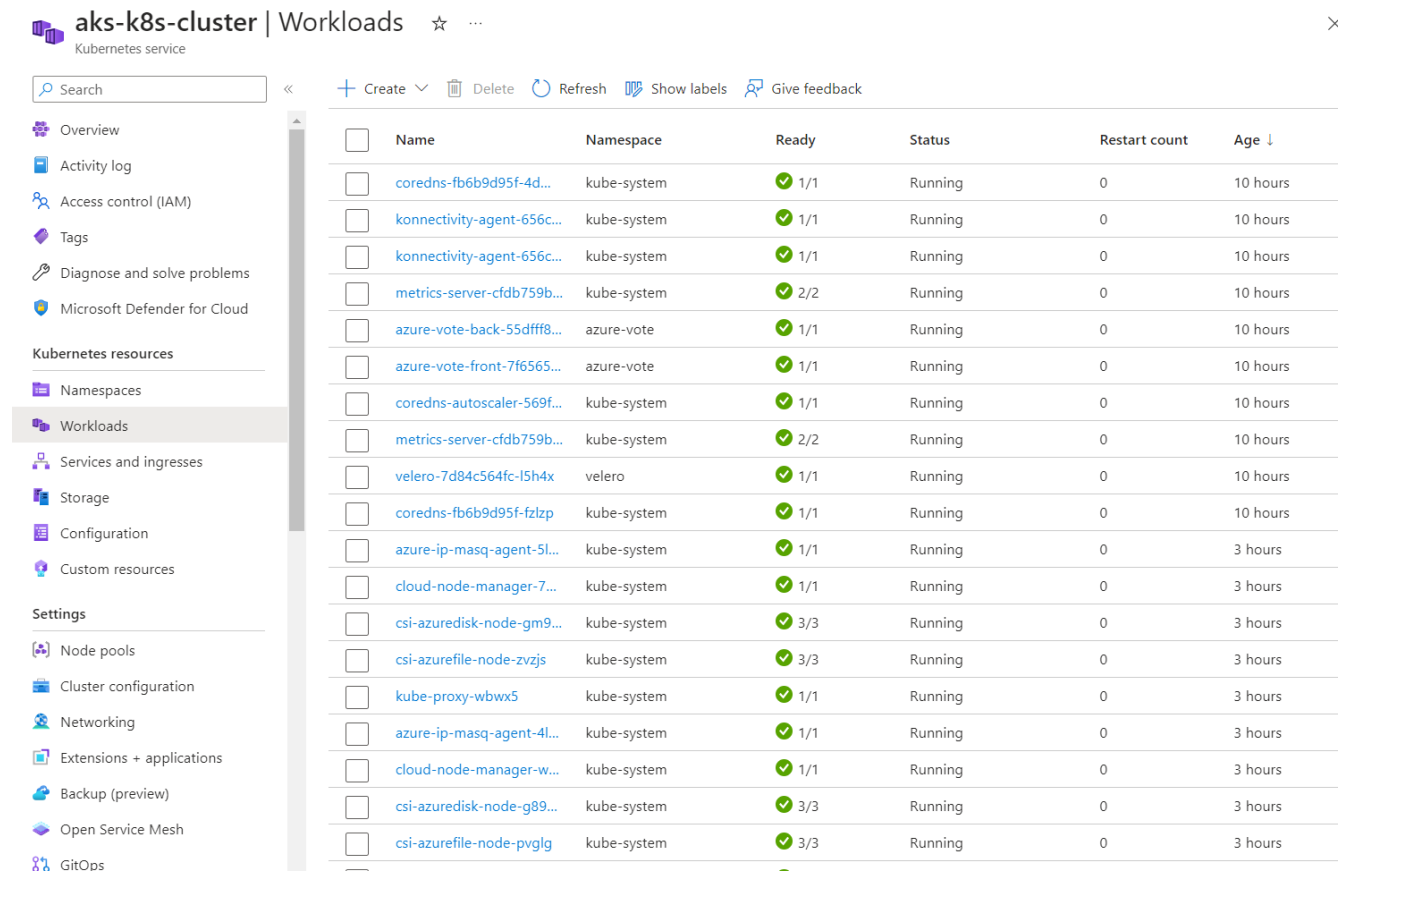 aks-k8s-cluster | Workloads
Kubernetes service
Search
Create Delete Refresh Show labels Give feedback
Overview
Activity log
Access control (IAM)
Tags
Diagnose and solve problems
Microsoft Defender for Cloud
Kubernetes resources
Namespaces
Workloads
Services and ingresses
Storage
Configuration
Custom resources
Settings
Node pools
Cluster configuration
Networking
Extensions + applications
Backup (preview)
Open Service Mesh
GitOps
Name Namespace Ready Status Restart count Age ↓
coredns-fb6b9d95f-4d... kube-system 1/1 Running 0 10 hours
konnectivity-agent-656c... kube-system 1/1 Running 0 10 hours
konnectivity-agent-656c... kube-system 1/1 Running 0 10 hours
metrics-server-cfdb759b... kube-system 2/2 Running 0 10 hours
azure-vote-back-55dfff8... azure-vote 1/1 Running 0 10 hours
azure-vote-front-7f6565... azure-vote 1/1 Running 0 10 hours
coredns-autoscaler-569f... kube-system 1/1 Running 0 10 hours
metrics-server-cfdb759b... kube-system 2/2 Running 0 10 hours
velero-7d84c564fc-l5h4x velero 1/1 Running 0 10 hours
coredns-fb6b9d95f-fzlzp kube-system 1/1 Running 0 10 hours
azure-ip-masq-agent-5l... kube-system 1/1 Running 0 3 hours
cloud-node-manager-7... kube-system 1/1 Running 0 3 hours
csi-azuredisk-node-gm9... kube-system 3/3 Running 0 3 hours
csi-azurefile-node-zvzjs kube-system 3/3 Running 0 3 hours
kube-proxy-wbwx5 kube-system 1/1 Running 0 3 hours
azure-ip-masq-agent-4l... kube-system 1/1 Running 0 3 hours
cloud-node-manager-w... kube-system 1/1 Running 0 3 hours
csi-azuredisk-node-g89... kube-system 3/3 Running 0 3 hours
csi-azurefile-node-pvglg kube-system 3/3 Running 0 3 hours